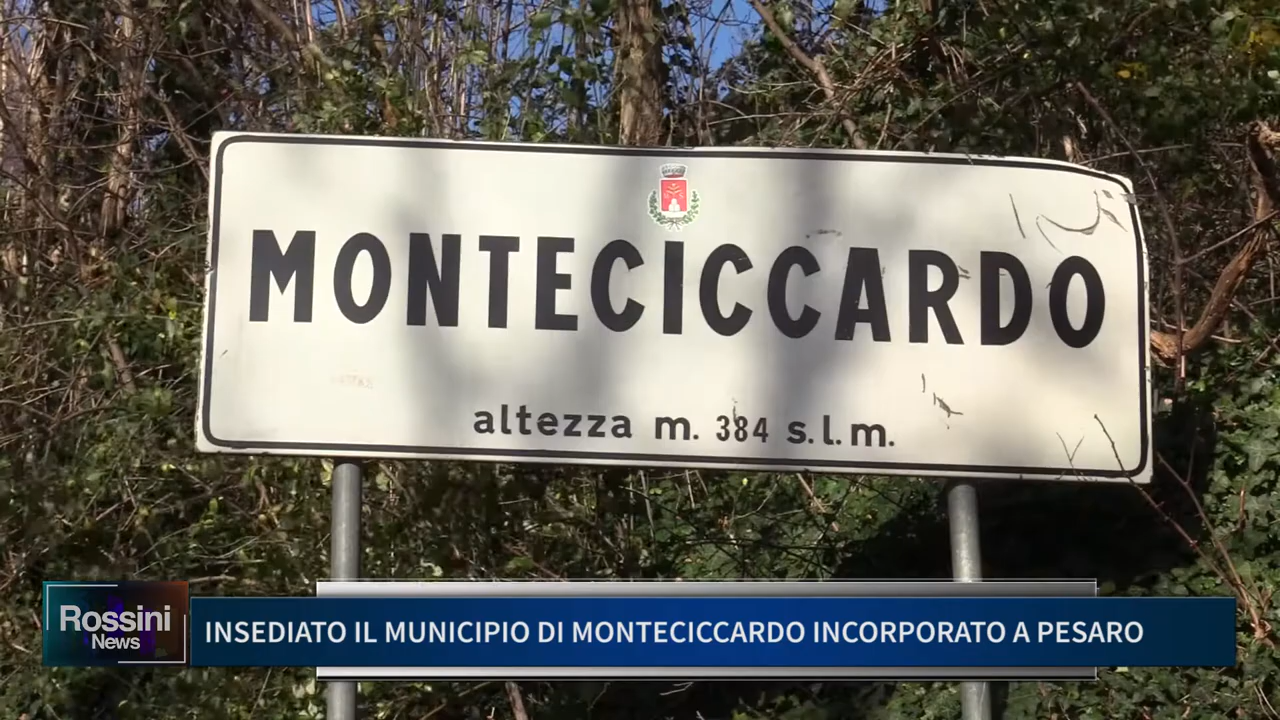 MONTECICCARDO
altezza m. 384 s.l.m.
Rossini
News
INSEDIATO IL MUNICIPIO DI MONTECICCARDO INCORPORATO A PESARO